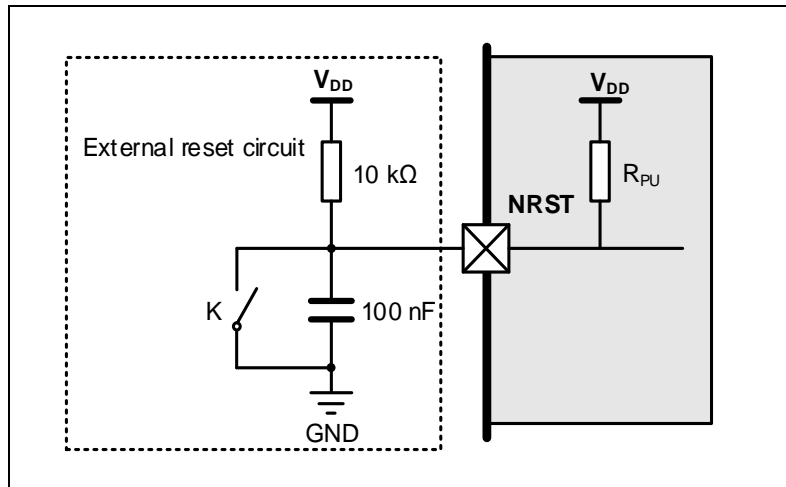 V_DD
V_DD
External reset circuit
10 kΩ
R_PU
NRST
K
100 nF
GND